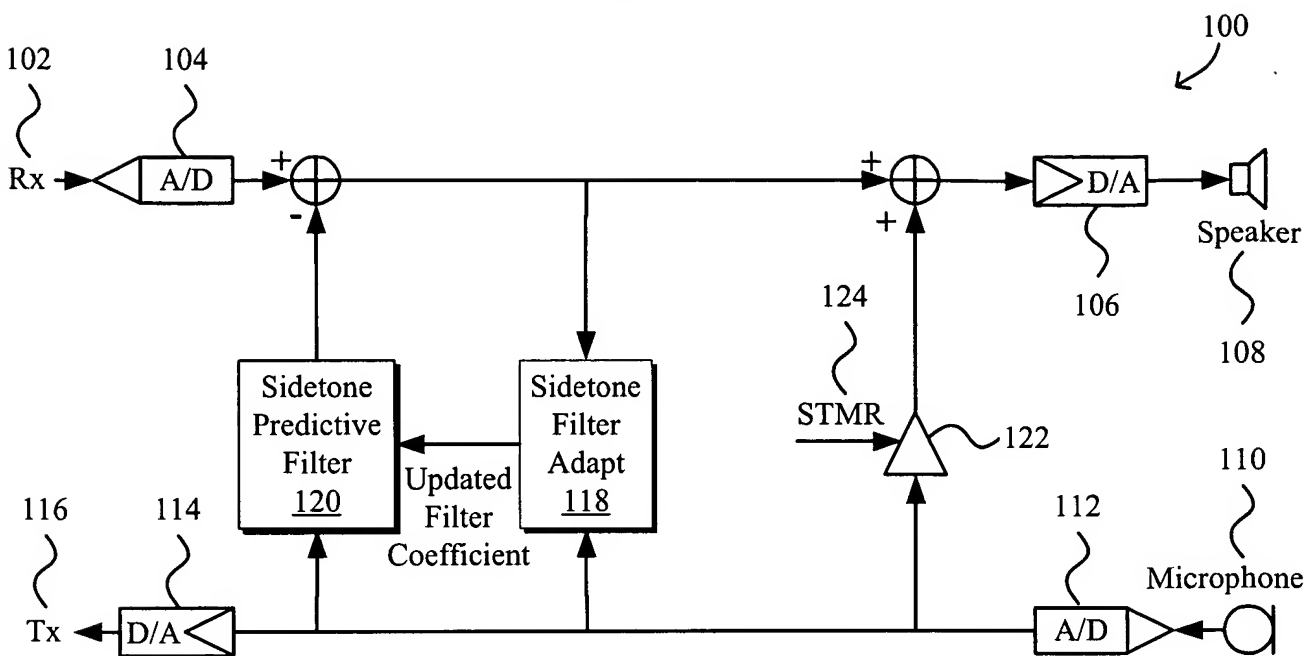 100
102
104
Rx
A/D
+
-
+
+
D/A
Speaker
106
108
124
STMR
122
Sidetone
Predictive
Filter
120
Updated
Filter
Coefficient
Sidetone
Filter
Adapt
118
110
112
Microphone
116
114
Tx
D/A
A/D